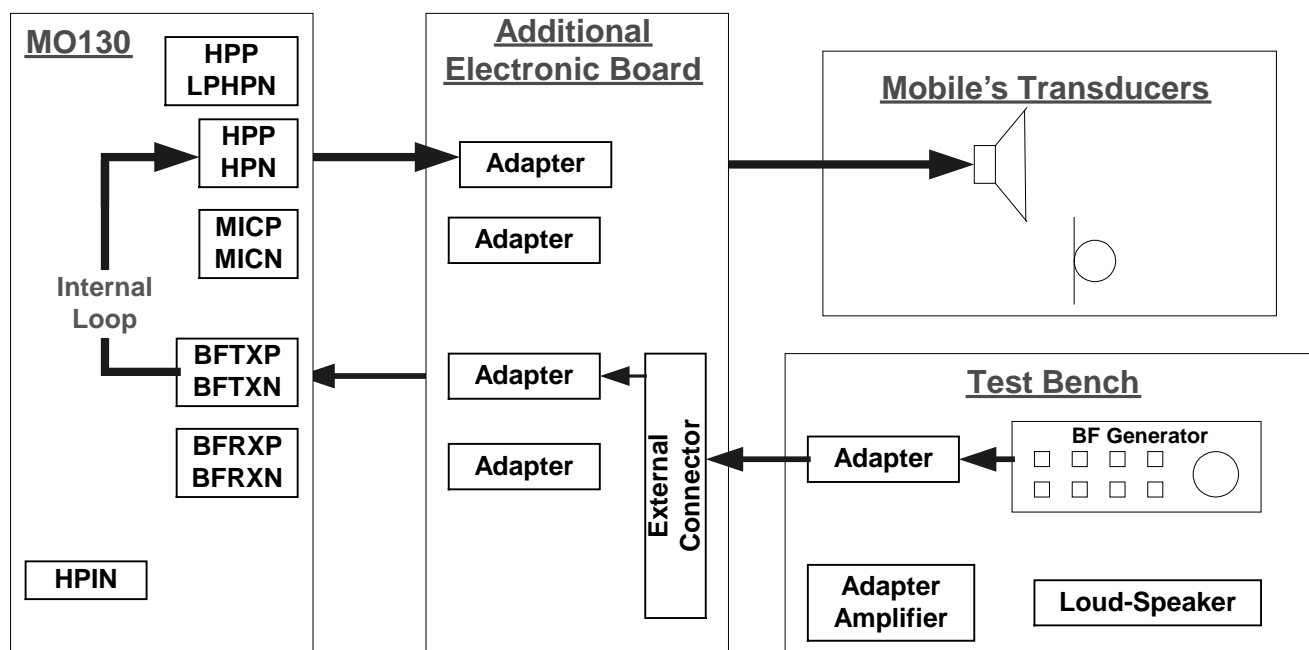 MO130
HPP
LPHPN
HPP
HPN
MICP
MICN
Internal
Loop
BFTXP
BFTXN
BFRXP
BFRXN
HPIN
Additional
Electronic Board
Adapter
Adapter
Adapter
Adapter
External
Connector
Mobile's Transducers
Test Bench
BF Generator
Adapter
Adapter
Amplifier
Loud-Speaker